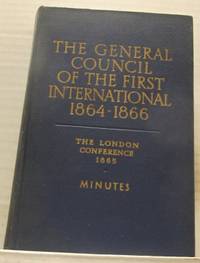 THE GENERAL
COUNCIL
OF THE FIRST
INTERNATIONAL
1864-1866
THE LONDON
CONFERENCE
1865
MINUTES